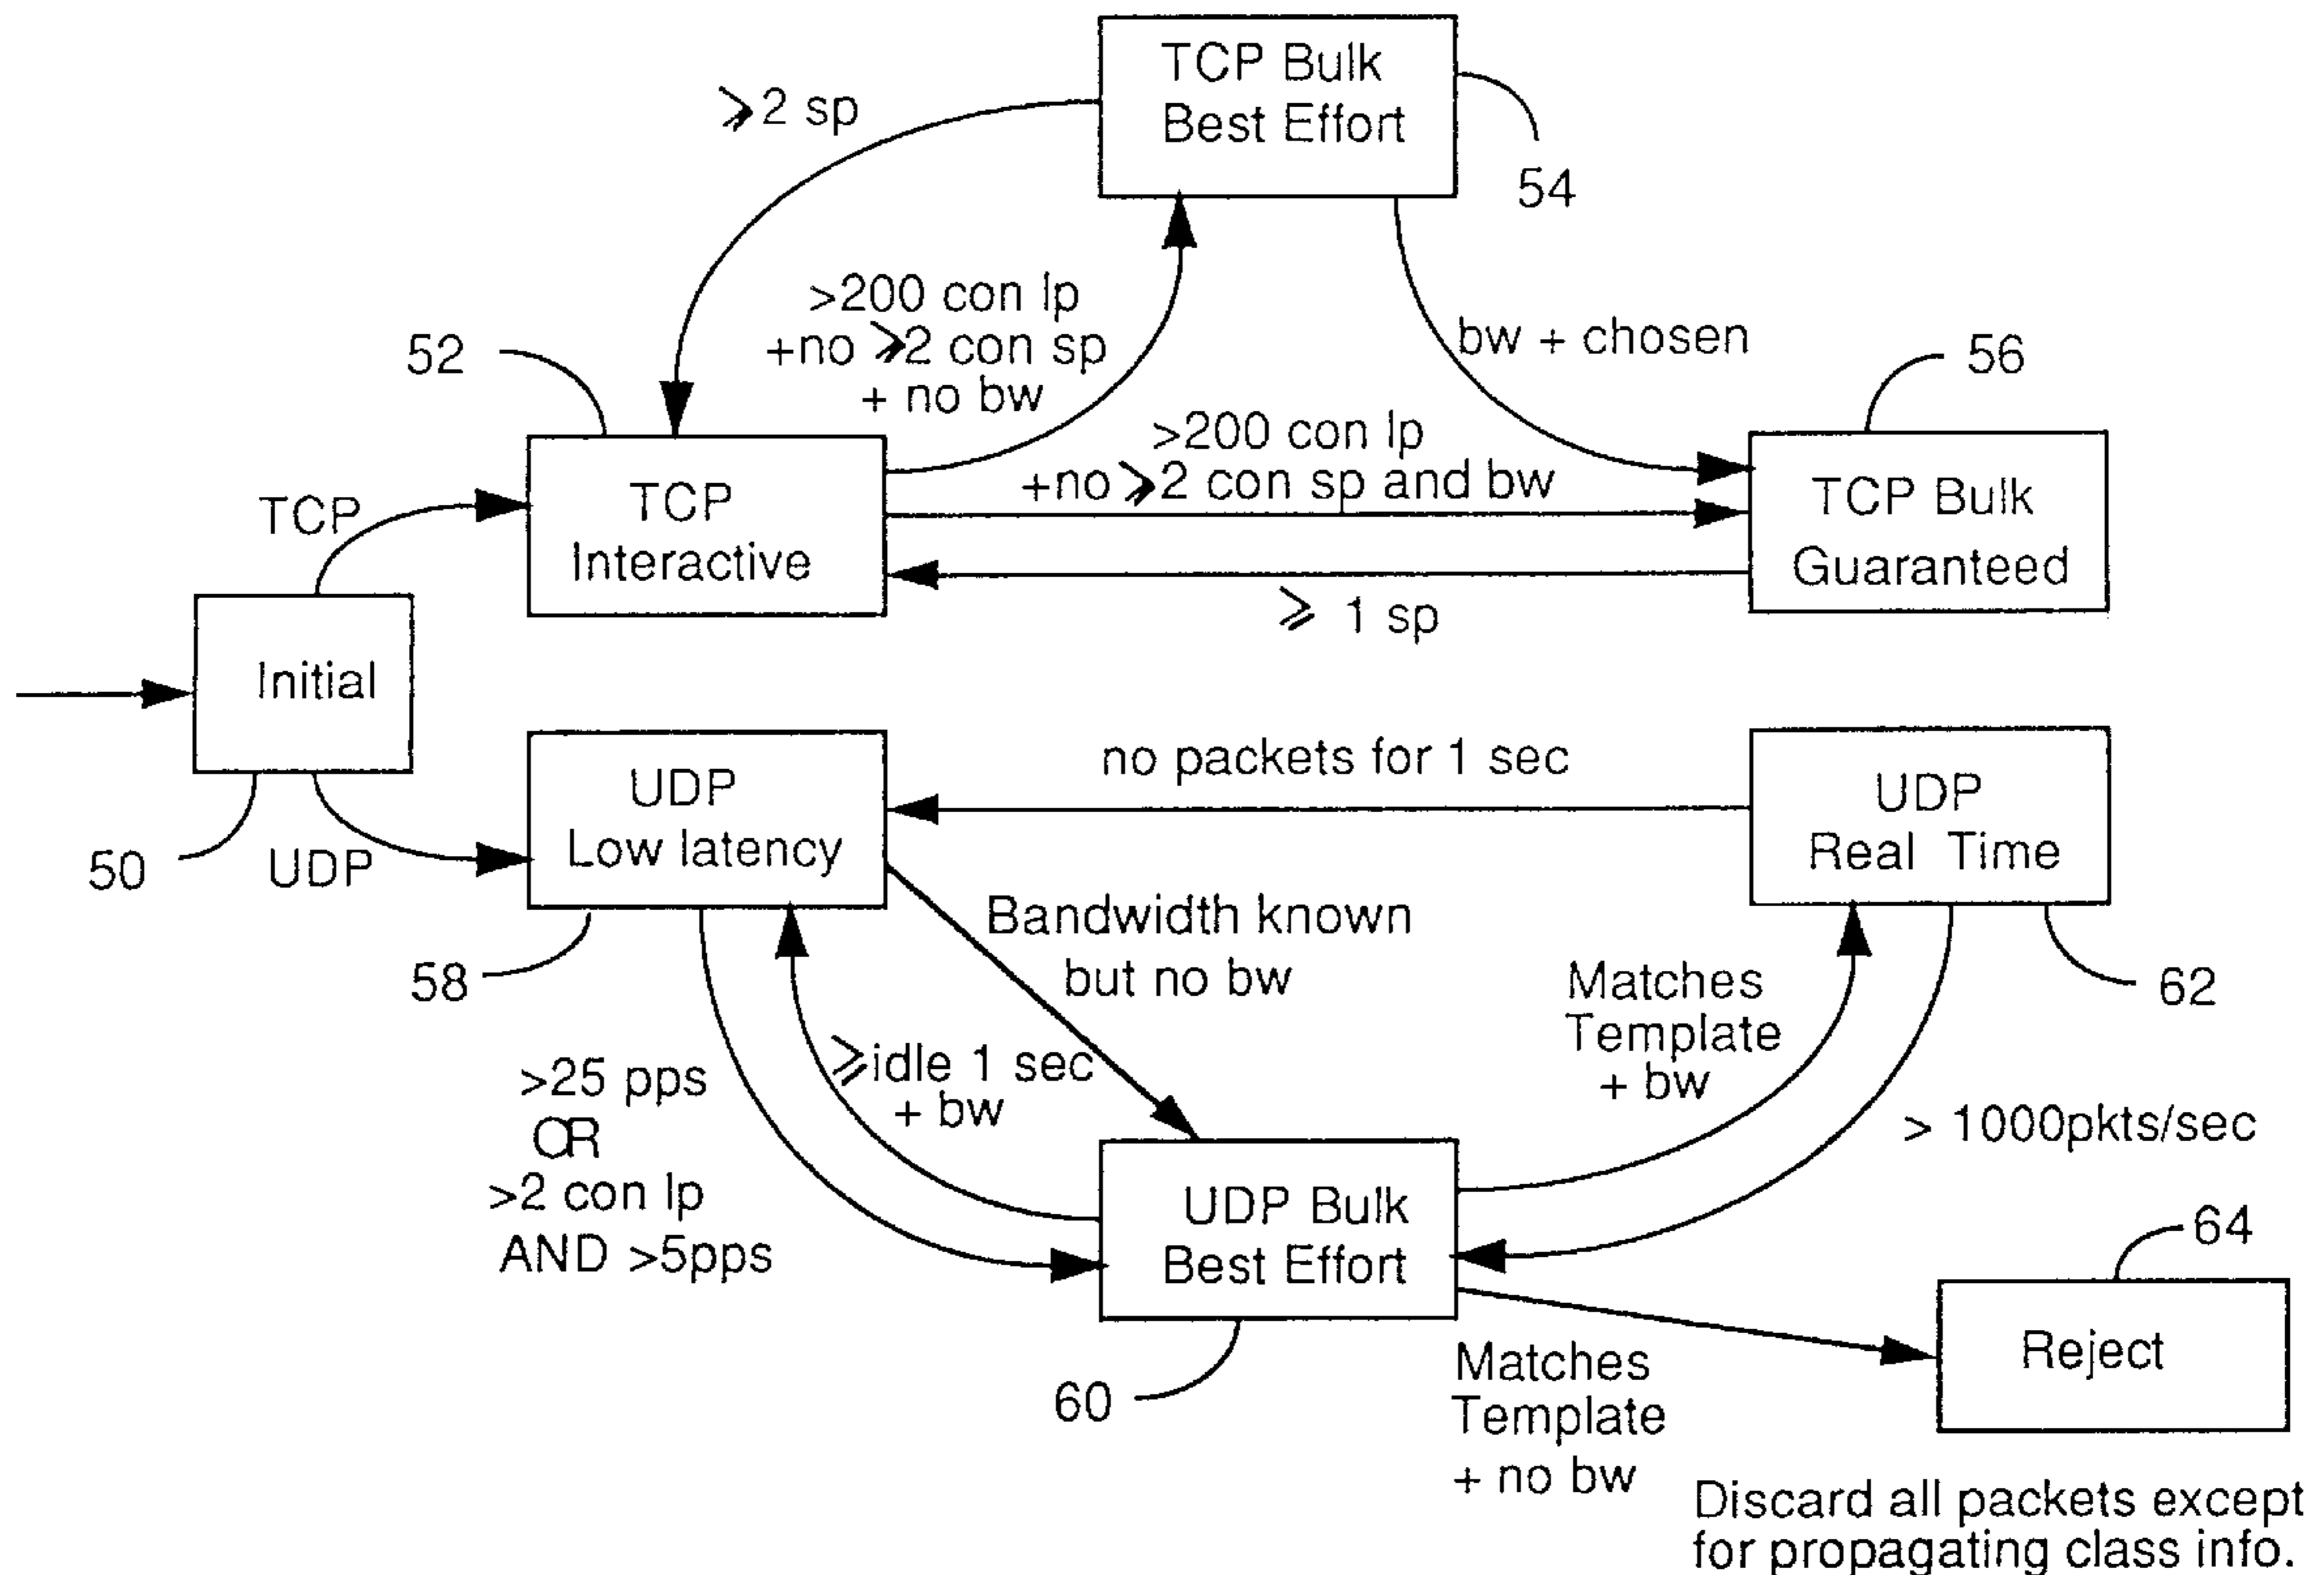 TCP Bulk
Best Effort
54
⩾2 sp
>200 con lp
+no ⩾2 con sp
+ no bw
bw + chosen
52
56
>200 con lp
+no ⩾2 con sp and bw
TCP
TCP
Interactive
TCP Bulk
Guaranteed
⩾ 1 sp
Initial
50
UDP
UDP
Low latency
58
no packets for 1 sec
UDP
Real Time
62
Bandwidth known
but no bw
Matches
Template
+ bw
⩾idle 1 sec
+ bw
>25 pps
OR
>2 con lp
AND >5pps
> 1000pkts/sec
UDP Bulk
Best Effort
60
64
Reject
Matches
Template
+ no bw
Discard all packets except
for propagating class info.